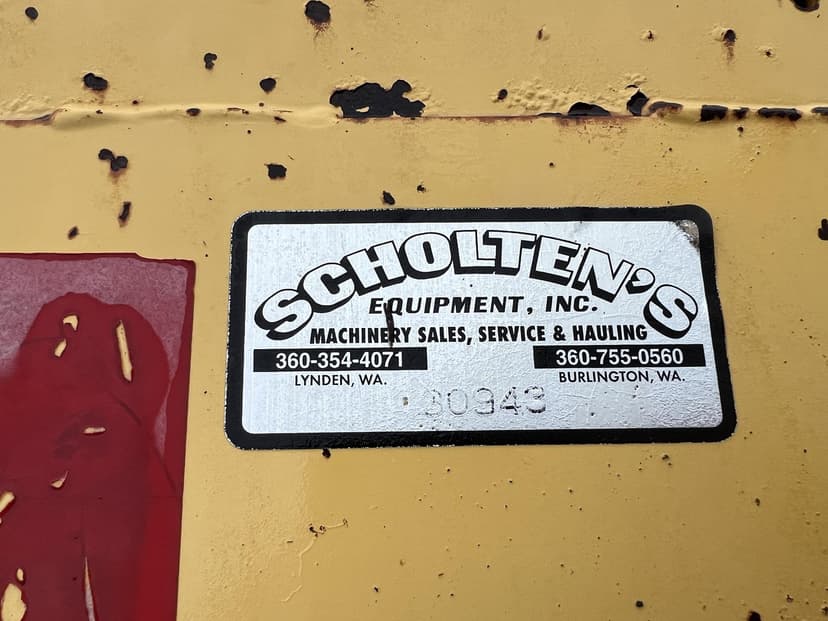 SCHOLTEN'S
EQUIPMENT, INC.
MACHINERY SALES, SERVICE & HAULING
360-354-4071 360-755-0560
LYNDEN, WA. BURLINGTON, WA.
30943